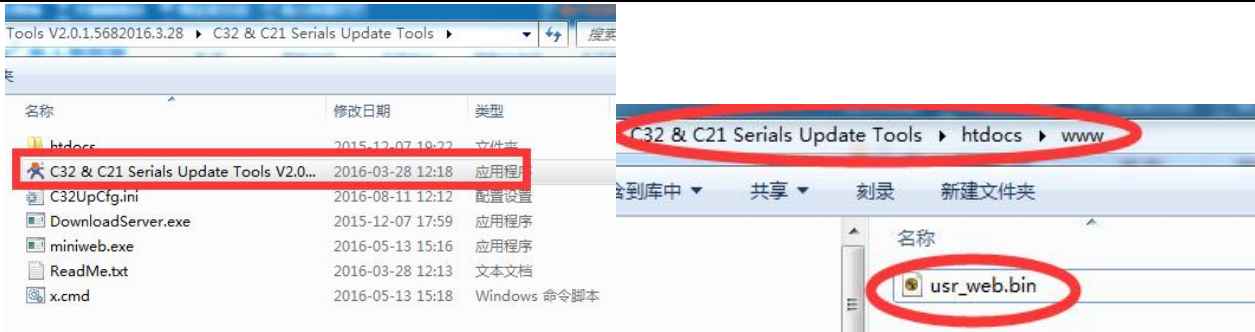 Tools V2.0.1.5682016.3.28 ▸ C32 & C21 Serials Update Tools ▸
搜索
夹
名称 修改日期 类型
htdocs 2015-12-07 19:22 文件夹
C32 & C21 Serials Update Tools V2.0... 2016-03-28 12:18 应用程序
C32UpCfg.ini 2016-08-11 12:12 配置设置
DownloadServer.exe 2015-12-07 17:59 应用程序
miniweb.exe 2016-05-13 15:16 应用程序
ReadMe.txt 2016-03-28 12:13 文本文档
x.cmd 2016-05-13 15:18 Windows 命令脚本
C32 & C21 Serials Update Tools ▸ htdocs ▸ www
含到库中 共享 刻录 新建文件夹
名称
usr_web.bin